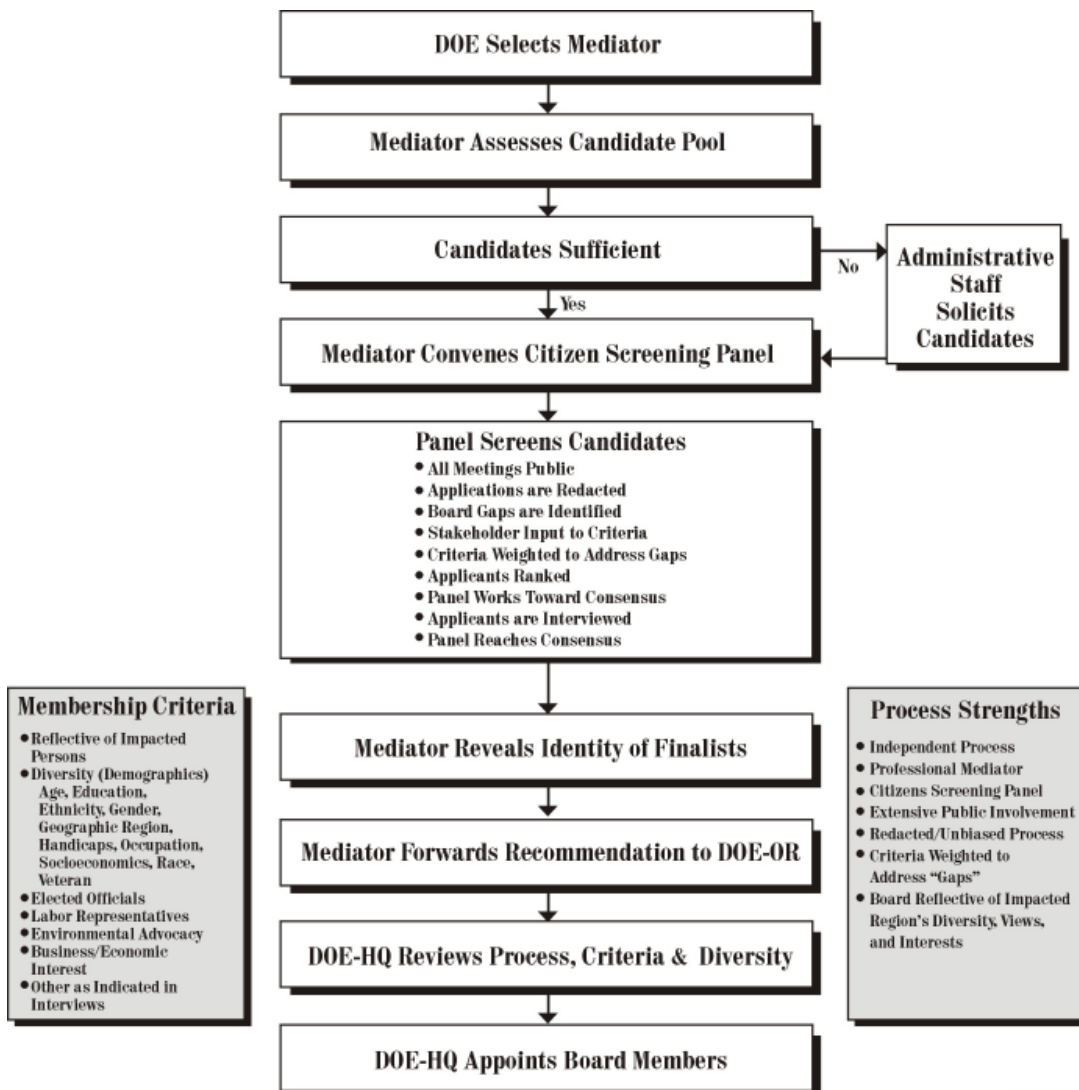 DOE Selects Mediator
Mediator Assesses Candidate Pool
Candidates Sufficient
No
Administrative
Staff
Solicits
Candidates
Yes
Mediator Convenes Citizen Screening Panel
Panel Screens Candidates
• All Meetings Public
• Applications are Redacted
• Board Gaps are Identified
• Stakeholder Input to Criteria
• Criteria Weighted to Address Gaps
• Applicants Ranked
• Panel Works Toward Consensus
• Applicants are Interviewed
• Panel Reaches Consensus
Membership Criteria
• Reflective of Impacted
Persons
• Diversity (Demographics)
Age, Education,
Ethnicity, Gender,
Geographic Region,
Handicaps, Occupation,
Socioeconomics, Race,
Veteran
• Elected Officials
• Labor Representatives
• Environmental Advocacy
• Business/Economic
Interest
• Other as Indicated in
Interviews
Mediator Reveals Identity of Finalists
Mediator Forwards Recommendation to DOE-OR
DOE-HQ Reviews Process, Criteria & Diversity
DOE-HQ Appoints Board Members
Process Strengths
• Independent Process
• Professional Mediator
• Citizens Screening Panel
• Extensive Public Involvement
• Redacted/Unbiased Process
• Criteria Weighted to
Address “Gaps”
• Board Reflective of Impacted
Region's Diversity, Views,
and Interests